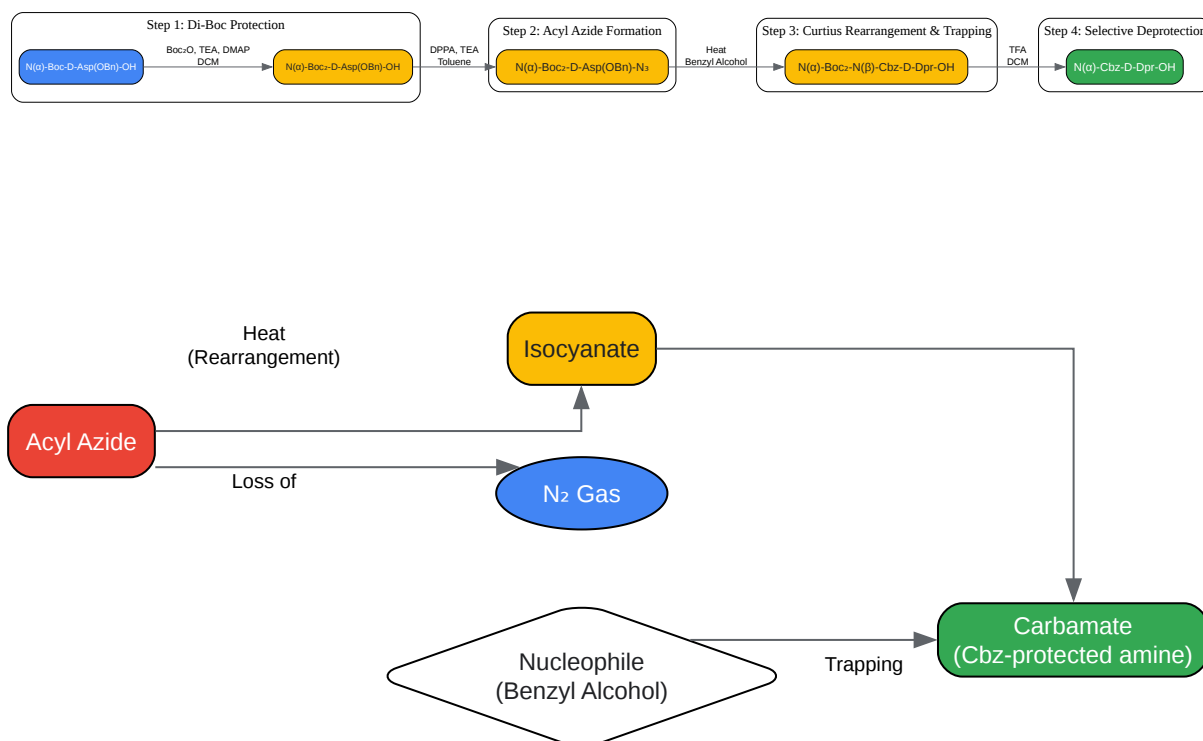 Step 1: Di-Boc Protection
N(α)-Boc-D-Asp(OBn)-OH
Boc₂O, TEA, DMAP
DCM
N(α)-Boc₂-D-Asp(OBn)-OH
DPPA, TEA
Toluene
Step 2: Acyl Azide Formation
N(α)-Boc₂-D-Asp(OBn)-N₃
Heat
Benzyl Alcohol
Step 3: Curtius Rearrangement & Trapping
N(α)-Boc₂-N(β)-Cbz-D-Dpr-OH
TFA
DCM
Step 4: Selective Deprotection
N(α)-Cbz-D-Dpr-OH
Heat
(Rearrangement)
Isocyanate
Acyl Azide
Loss of
N₂ Gas
Nucleophile
(Benzyl Alcohol)
Trapping
Carbamate
(Cbz-protected amine)